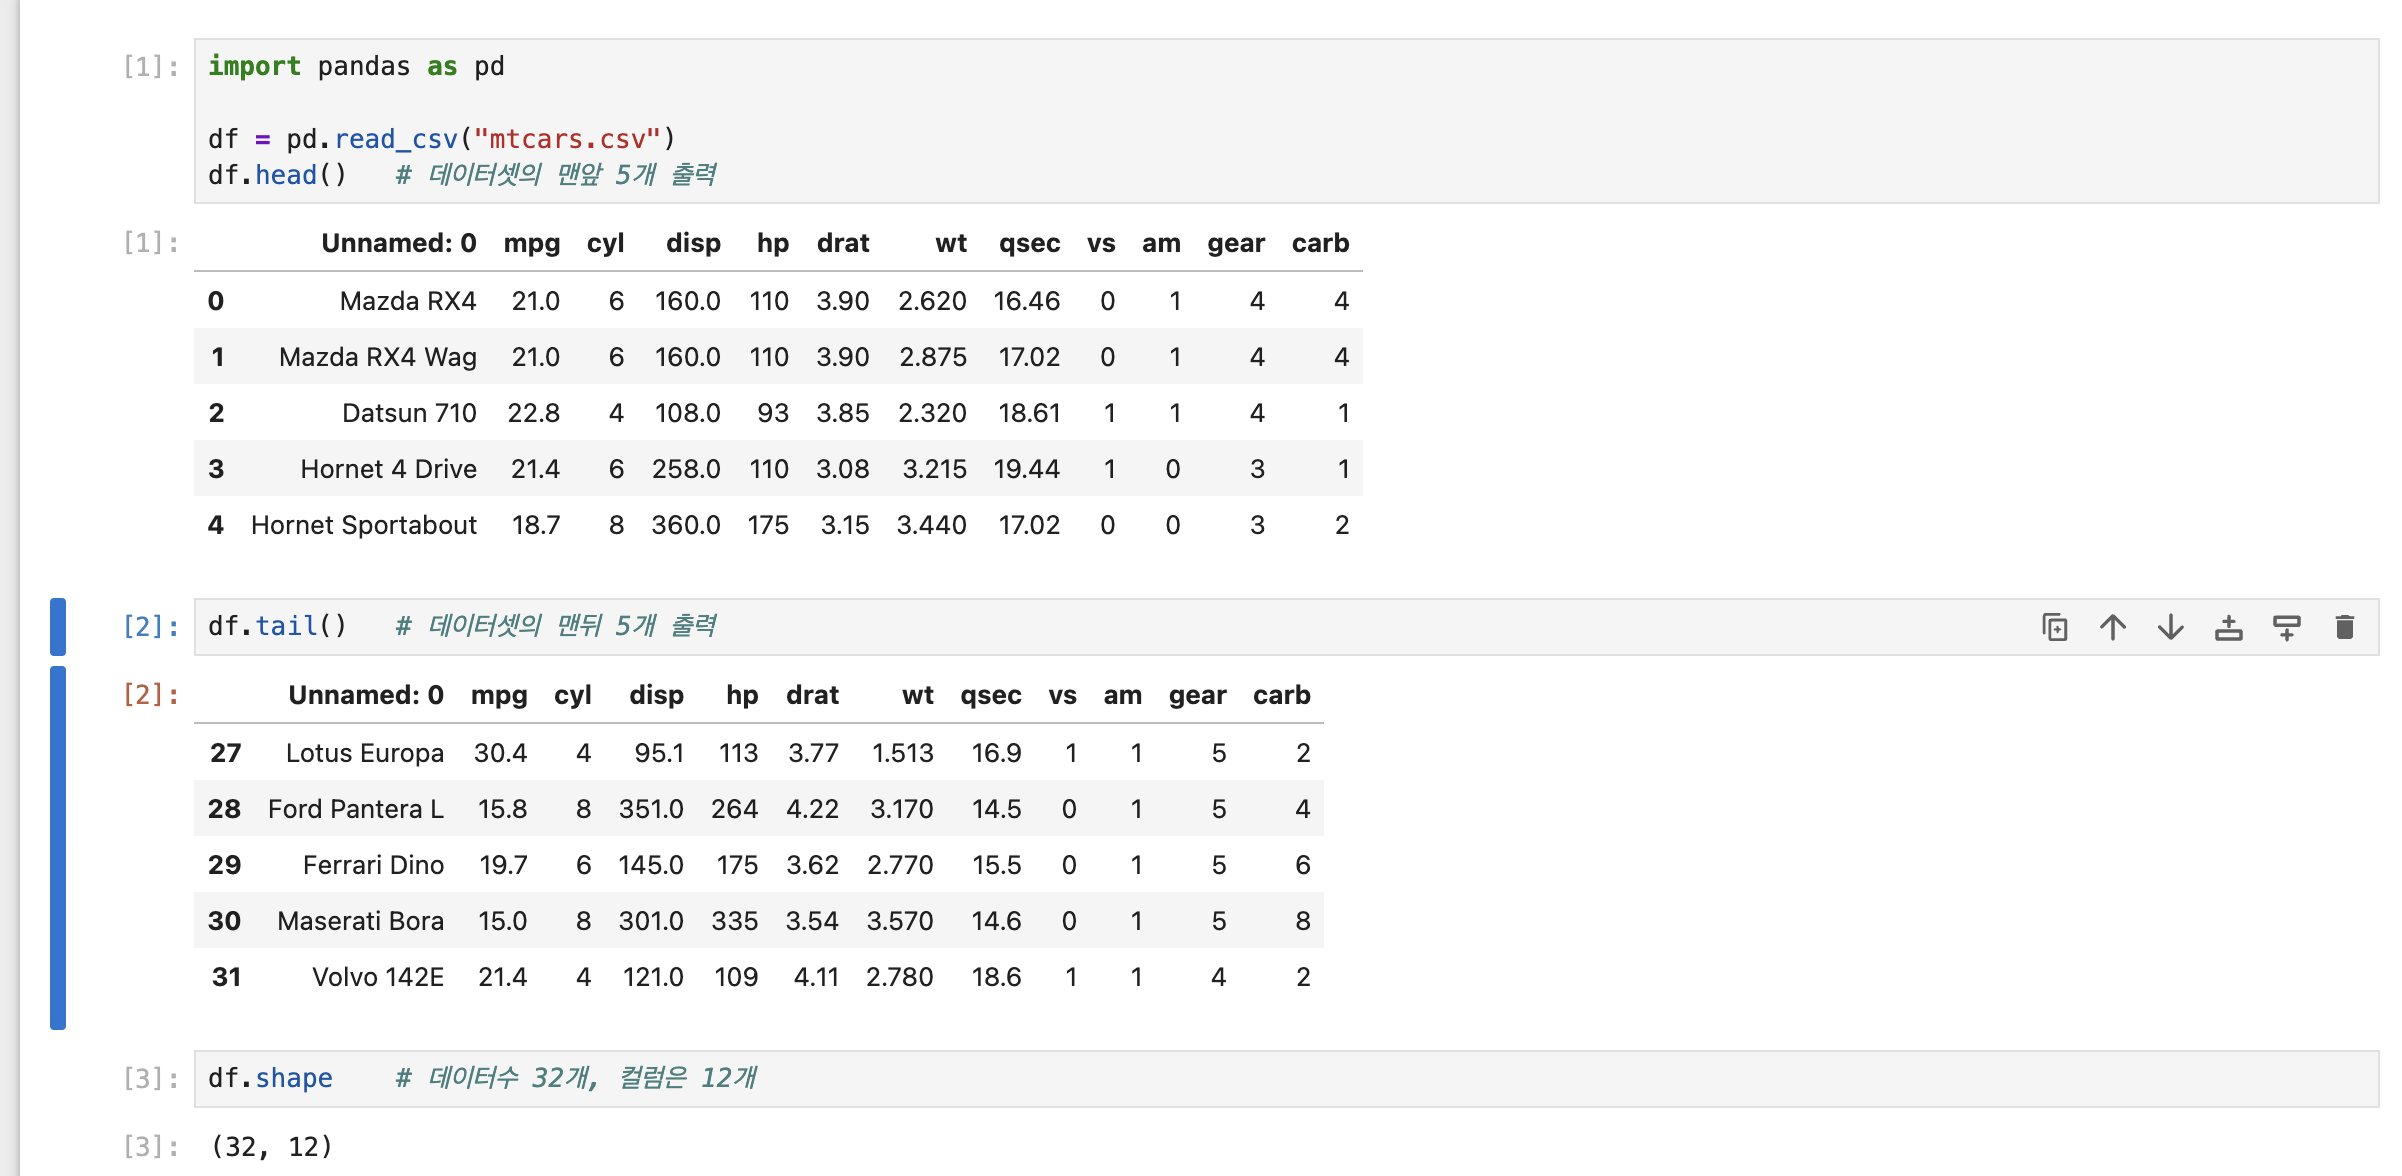 [1]: import pandas as pd
df = pd.read_csv("mtcars.csv")
df.head()   # 데이터셋의 맨앞 5개 출력
[1]: Unnamed: 0 mpg cyl disp hp drat wt qsec vs am gear carb
0 Mazda RX4 21.0 6 160.0 110 3.90 2.620 16.46 0 1 4 4
1 Mazda RX4 Wag 21.0 6 160.0 110 3.90 2.875 17.02 0 1 4 4
2 Datsun 710 22.8 4 108.0 93 3.85 2.320 18.61 1 1 4 1
3 Hornet 4 Drive 21.4 6 258.0 110 3.08 3.215 19.44 1 0 3 1
4 Hornet Sportabout 18.7 8 360.0 175 3.15 3.440 17.02 0 0 3 2
[2]: df.tail()   # 데이터셋의 맨뒤 5개 출력
[2]: Unnamed: 0 mpg cyl disp hp drat wt qsec vs am gear carb
27 Lotus Europa 30.4 4 95.1 113 3.77 1.513 16.9 1 1 5 2
28 Ford Pantera L 15.8 8 351.0 264 4.22 3.170 14.5 0 1 5 4
29 Ferrari Dino 19.7 6 145.0 175 3.62 2.770 15.5 0 1 5 6
30 Maserati Bora 15.0 8 301.0 335 3.54 3.570 14.6 0 1 5 8
31 Volvo 142E 21.4 4 121.0 109 4.11 2.780 18.6 1 1 4 2
[3]: df.shape    # 데이터수 32개, 컬럼은 12개
[3]: (32, 12)